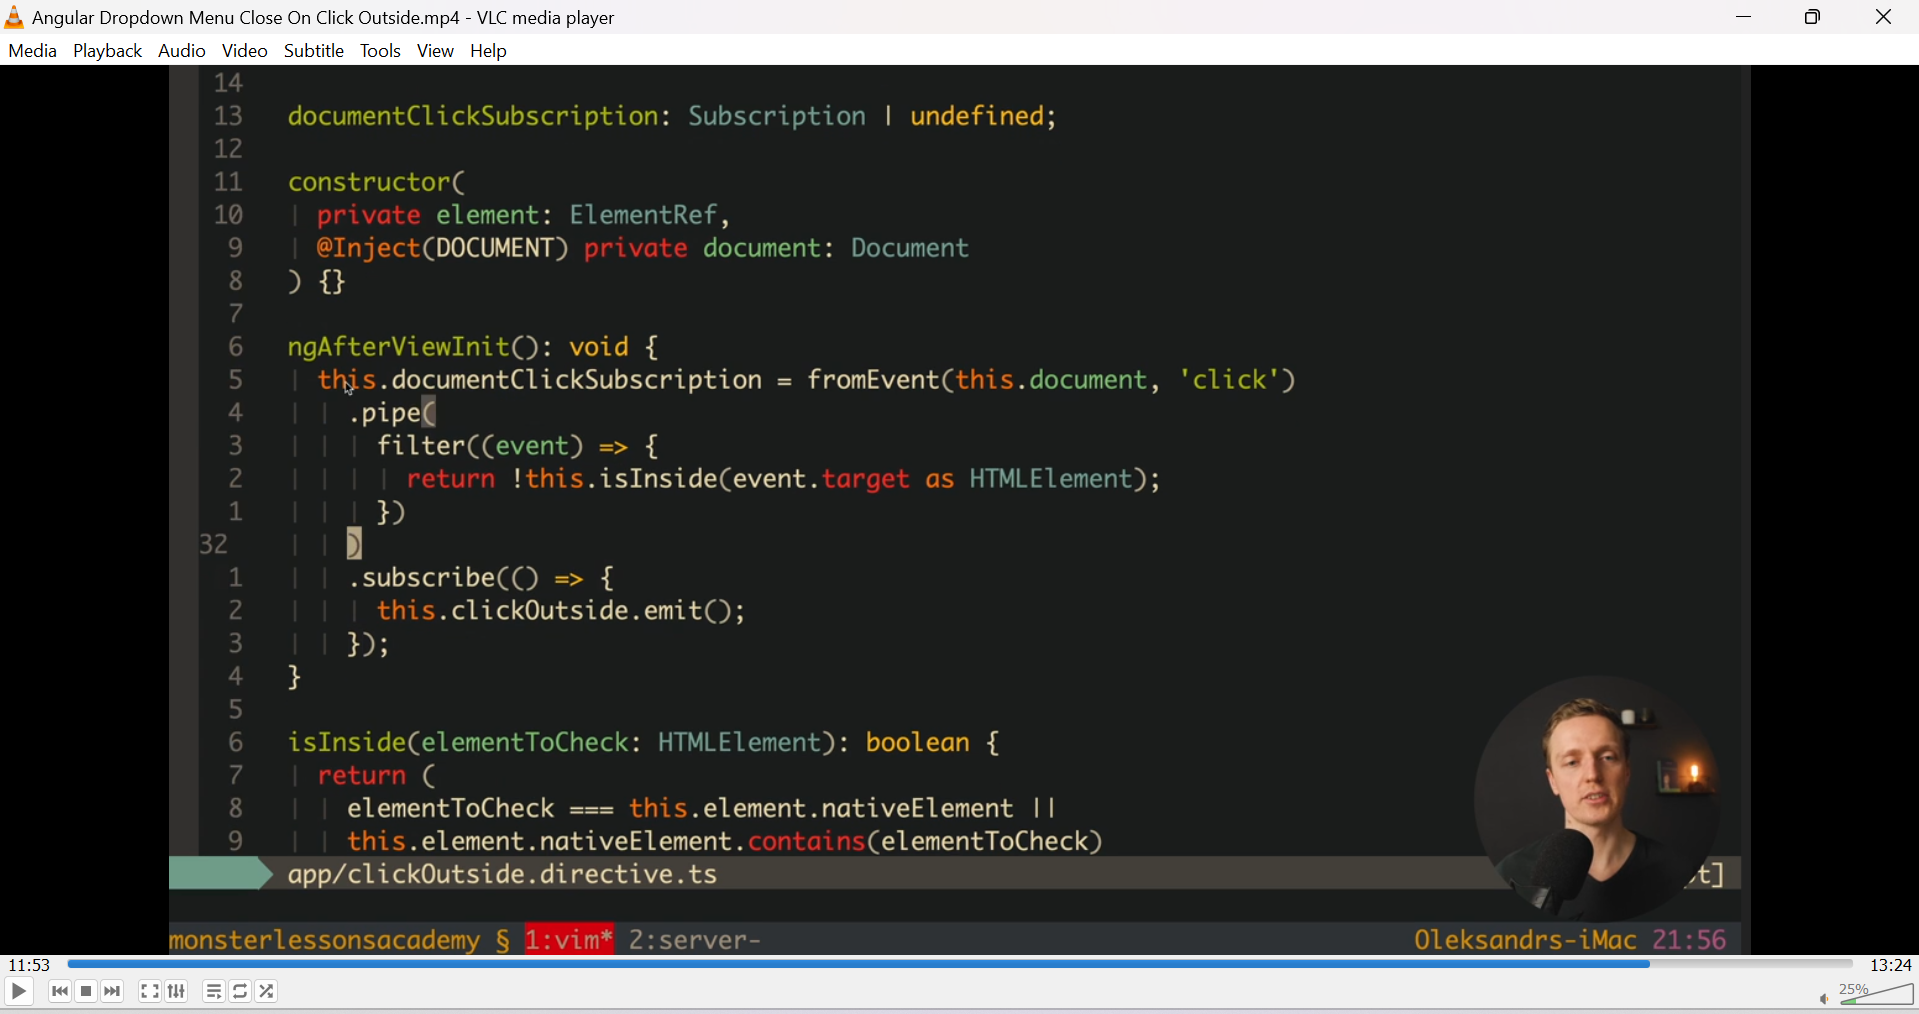 Angular Dropdown Menu Close On Click Outside.mp4 - VLC media player
Media Playback Audio Video Subtitle Tools View Help
14
13 documentClickSubscription: Subscription | undefined;
12
11 constructor(
10 private element: ElementRef,
9 @Inject(DOCUMENT) private document: Document
8 ) {}
7
6 ngAfterViewInit(): void {
5 this.documentClickSubscription = fromEvent(this.document, 'click')
4 .pipe(
3 filter((event) => {
2 return !this.isInside(event.target as HTMLElement);
1 })
32 )
1 .subscribe(() => {
2 this.clickOutside.emit();
3 });
4 }
5
6 isInside(elementToCheck: HTMLElement): boolean {
7 return (
8 elementToCheck === this.element.nativeElement ||
9 this.element.nativeElement.contains(elementToCheck)
app/clickOutside.directive.ts t]
monsterlessonsacademy § 1:vim* 2:server- Oleksandrs-iMac 21:56
11:53 13:24
25%